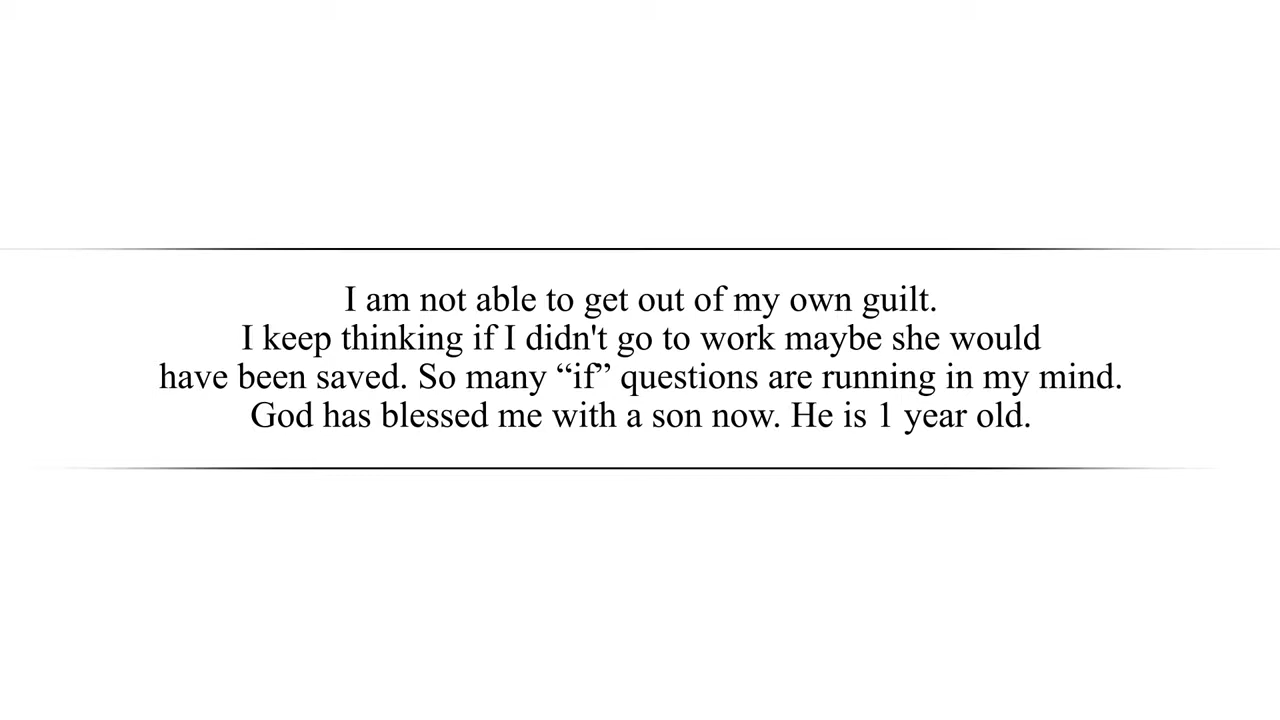 I am not able to get out of my own guilt.
I keep thinking if I didn't go to work maybe she would
have been saved. So many “if” questions are running in my mind.
God has blessed me with a son now. He is 1 year old.